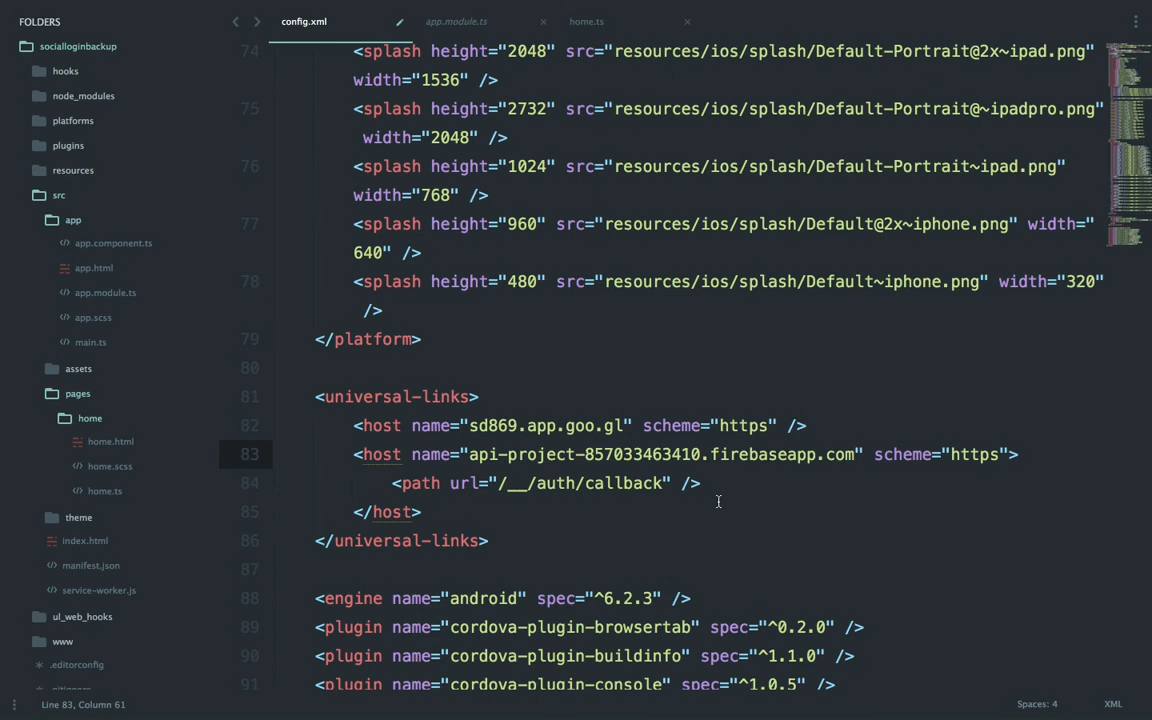 FOLDERS
socialloginbackup
hooks
node_modules
platforms
plugins
resources
src
app
app.component.ts
app.html
app.module.ts
app.scss
main.ts
assets
pages
home
home.html
home.scss
home.ts
theme
index.html
manifest.json
service-worker.js
ul_web_hooks
www
.editorconfig
.gitignore
config.xml
app.module.ts
home.ts
74 <splash height="2048" src="resources/ios/splash/Default-Portrait@2x~ipad.png"
width="1536" />
75 <splash height="2732" src="resources/ios/splash/Default-Portrait@~ipadpro.png"
width="2048" />
76 <splash height="1024" src="resources/ios/splash/Default-Portrait~ipad.png"
width="768" />
77 <splash height="960" src="resources/ios/splash/Default@2x~iphone.png" width="
640" />
78 <splash height="480" src="resources/ios/splash/Default~iphone.png" width="320"
/>
79 </platform>
80
81 <universal-links>
82 <host name="sd869.app.goo.gl" scheme="https" />
83 <host name="api-project-857033463410.firebaseapp.com" scheme="https">
84 <path url="/__/auth/callback" />
85 </host>
86 </universal-links>
87
88 <engine name="android" spec="^6.2.3" />
89 <plugin name="cordova-plugin-browsertab" spec="^0.2.0" />
90 <plugin name="cordova-plugin-buildinfo" spec="^1.1.0" />
91 <plugin name="cordova-plugin-console" spec="^1.0.5" />
Line 83, Column 61
Spaces: 4
XML